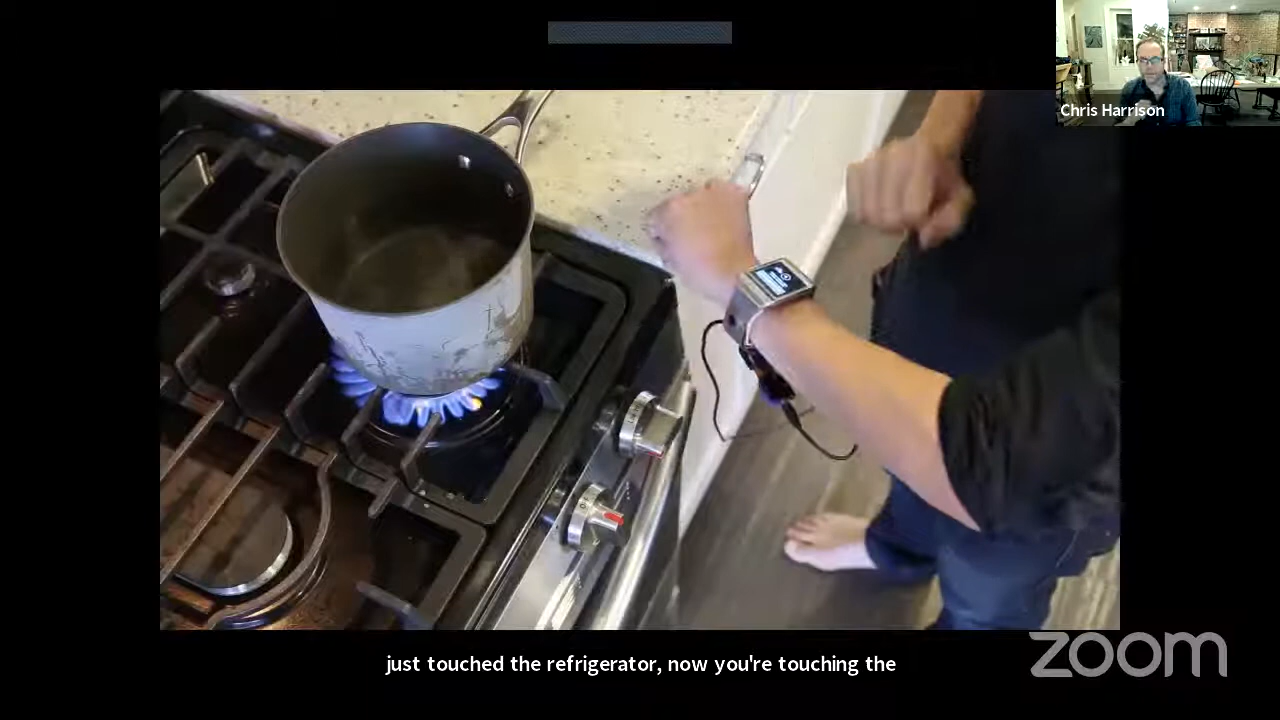 Chris Harrison
just touched the refrigerator, now you're touching the
zoom